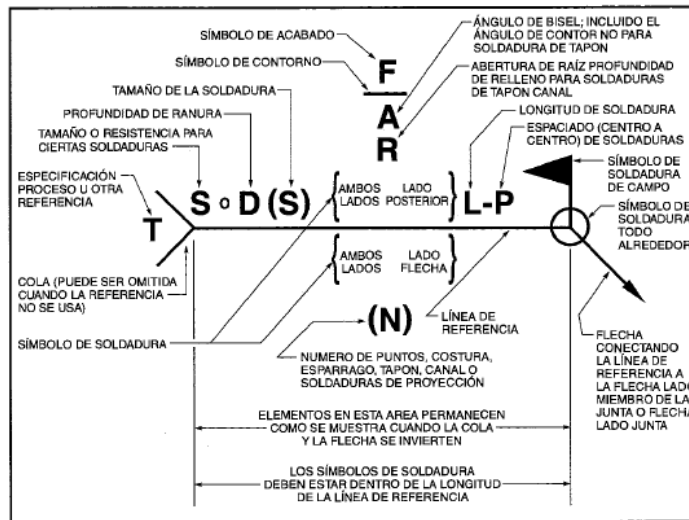 SÍMBOLO DE ACABADO
SÍMBOLO DE CONTORNO
F
A
R
ÁNGULO DE BISEL; INCLUIDO EL
ÁNGULO DE CONTOR NO PARA
SOLDADURA DE TAPON
ABERTURA DE RAÍZ PROFUNDIDAD
DE RELLENO PARA SOLDADURAS
DE TAPON CANAL
TAMAÑO DE LA SOLDADURA
PROFUNDIDAD DE RANURA
TAMAÑO O RESISTENCIA PARA
CIERTAS SOLDADURAS
ESPECIFICACIÓN
PROCESO U OTRA
REFERENCIA
LONGITUD DE SOLDADURA
ESPACIADO (CENTRO A
CENTRO) DE SOLDADURAS
SÍMBOLO DE
SOLDADURA
DE CAMPO
SÍMBOLO DE
SOLDADURA
TODO
ALREDEDOR
T
S o D (S)
{AMBOS LADO
LADOS POSTERIOR}
L-P
{AMBOS LADO
LADOS FLECHA}
(N)
COLA (PUEDE SER OMITIDA
CUANDO LA REFERENCIA
NO SE USA)
SÍMBOLO DE SOLDADURA
LÍNEA DE
REFERENCIA
NUMERO DE PUNTOS, COSTURA,
ESPARRAGO, TAPON, CANAL O
SOLDADURAS DE PROYECCIÓN
FLECHA
CONECTANDO
LA LÍNEA DE
REFERENCIA A
LA FLECHA LADO
MIEMBRO DE LA
JUNTA O FLECHA
LADO JUNTA
ELEMENTOS EN ESTA AREA PERMANECEN
COMO SE MUESTRA CUANDO LA COLA
Y LA FLECHA SE INVIERTEN
LOS SÍMBOLOS DE SOLDADURA
DEBEN ESTAR DENTRO DE LA LONGITUD
DE LA LÍNEA DE REFERENCIA